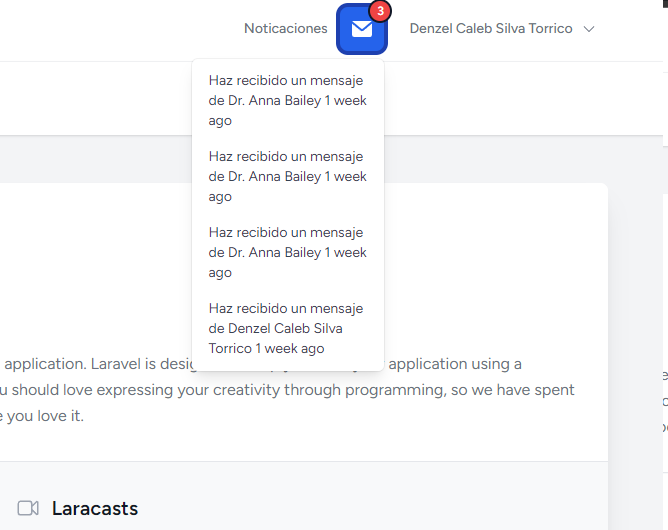 Noticaciones
3
Denzel Caleb Silva Torrico
Haz recibido un mensaje
de Dr. Anna Bailey 1 week
ago
Haz recibido un mensaje
de Dr. Anna Bailey 1 week
ago
Haz recibido un mensaje
de Dr. Anna Bailey 1 week
ago
Haz recibido un mensaje
de Denzel Caleb Silva
Torrico 1 week ago
application. Laravel is application using a
should love expressing your creativity through programming, so we have spent
you love it.
Laracasts